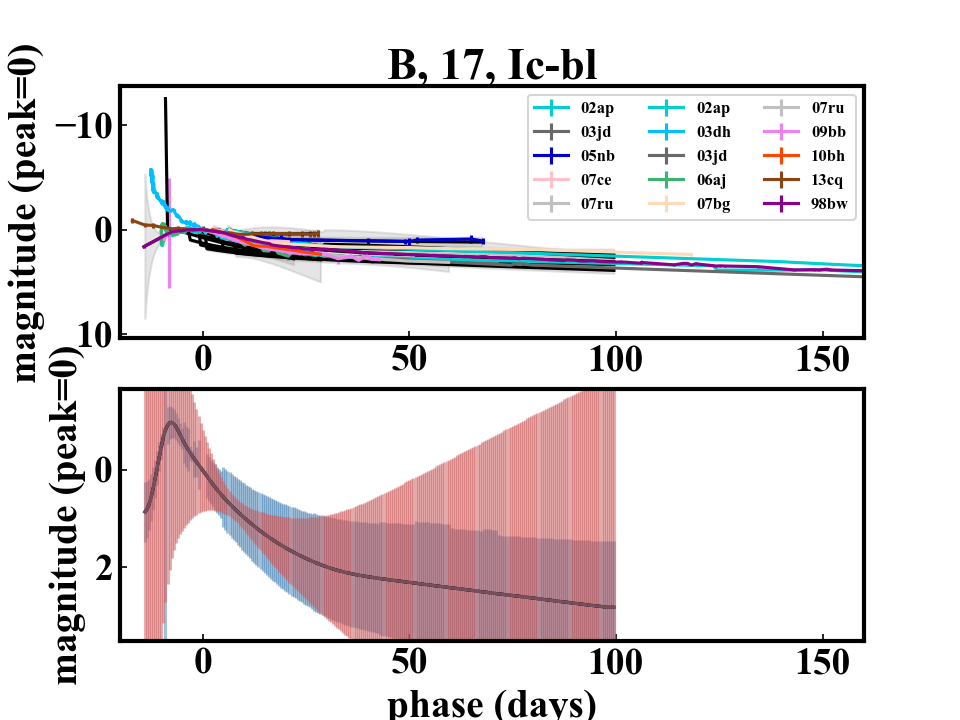 B, 17, Ic-bl
magnitude (peak=0)
−10
0
10
02ap 02ap 07ru
03jd 03dh 09bb
05nb 03jd 10bh
07ce 06aj 13cq
07ru 07bg 98bw
0 50 100 150
magnitude (peak=0)
0
2
0 50 100 150
phase (days)